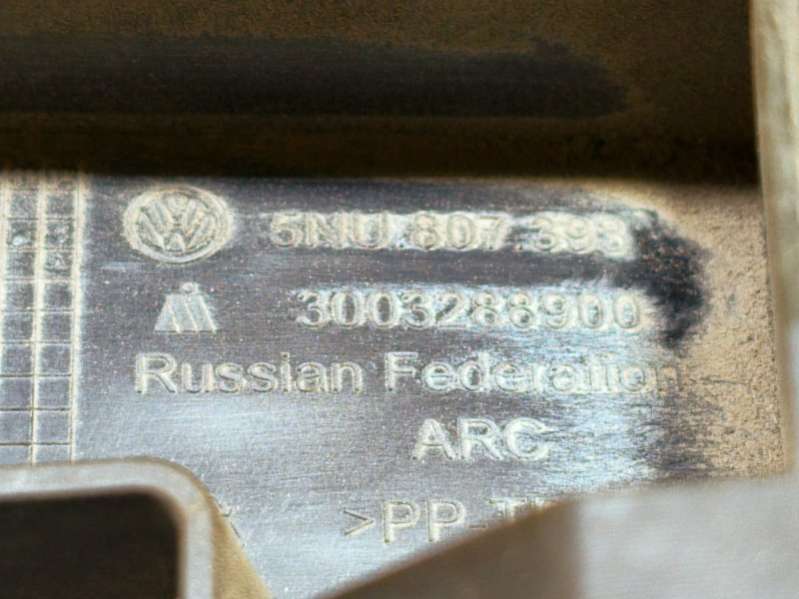 5NU.807.393
3003288900
Russian Federation
ARC
>PP-T